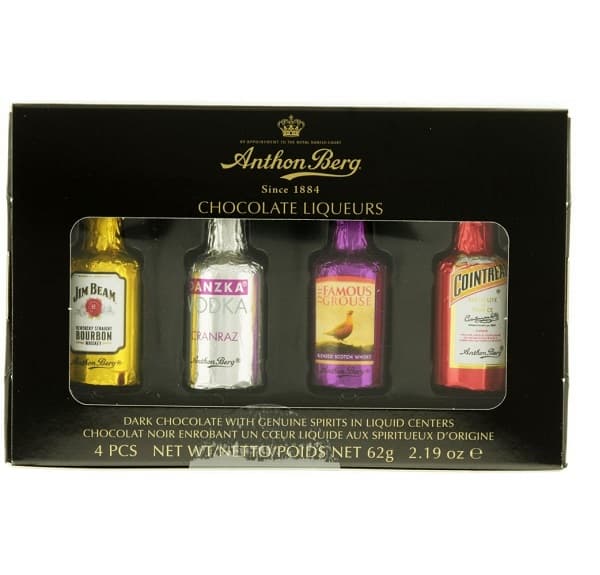 BY APPOINTMENT TO THE ROYAL DANISH COURT
Anthon Berg
Since 1884
CHOCOLATE LIQUEURS
JIM BEAM
KENTUCKY STRAIGHT
BOURBON
WHISKEY
Anthon Berg
DANZKA
VODKA
CRANRAZ
Anthon Berg
THE FAMOUS
GROUSE
BLENDED SCOTCH WHISKY
Anthon Berg
COINTREA
Anthon Berg
DARK CHOCOLATE WITH GENUINE SPIRITS IN LIQUID CENTERS
CHOCOLAT NOIR ENROBANT UN CŒUR LIQUIDE AUX SPIRITUEUX D'ORIGINE
4 PCS NET WT/NETTO/POIDS NET 62g 2.19 oz ℮